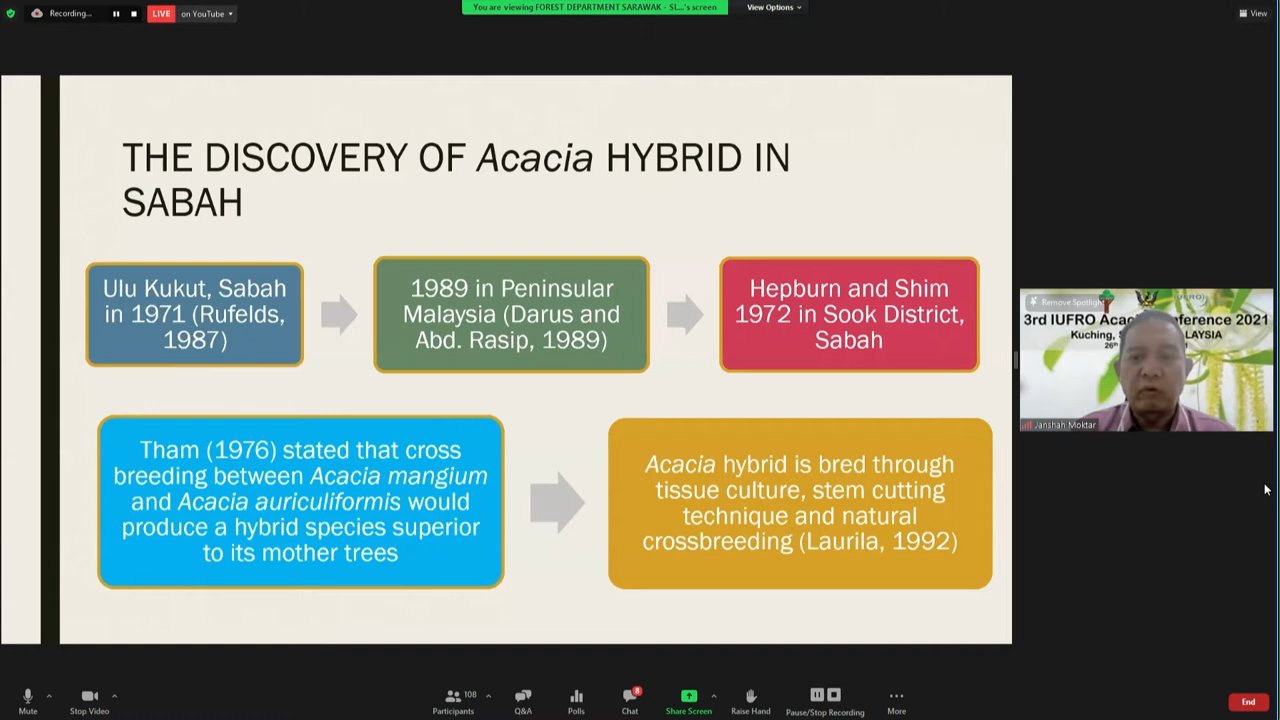 Recording...
LIVE on YouTube
You are viewing FOREST DEPARTMENT SARAWAK - SL...'s screen
View Options
View
THE DISCOVERY OF Acacia HYBRID IN
SABAH
Ulu Kukut, Sabah
in 1971 (Rufelds,
1987)
1989 in Peninsular
Malaysia (Darus and
Abd. Rasip, 1989)
Hepburn and Shim
1972 in Sook District,
Sabah
Tham (1976) stated that cross
breeding between Acacia mangium
and Acacia auriculiformis would
produce a hybrid species superior
to its mother trees
Acacia hybrid is bred through
tissue culture, stem cutting
technique and natural
crossbreeding (Laurila, 1992)
Remove Spotlight
3rd IUFRO Acac nference 2021
Kuching, S LAYSIA
26th
Janshah Moktar
Mute
Stop Video
108
Participants
Q&A
Polls
8
Chat
Share Screen
Raise Hand
Pause/Stop Recording
More
End